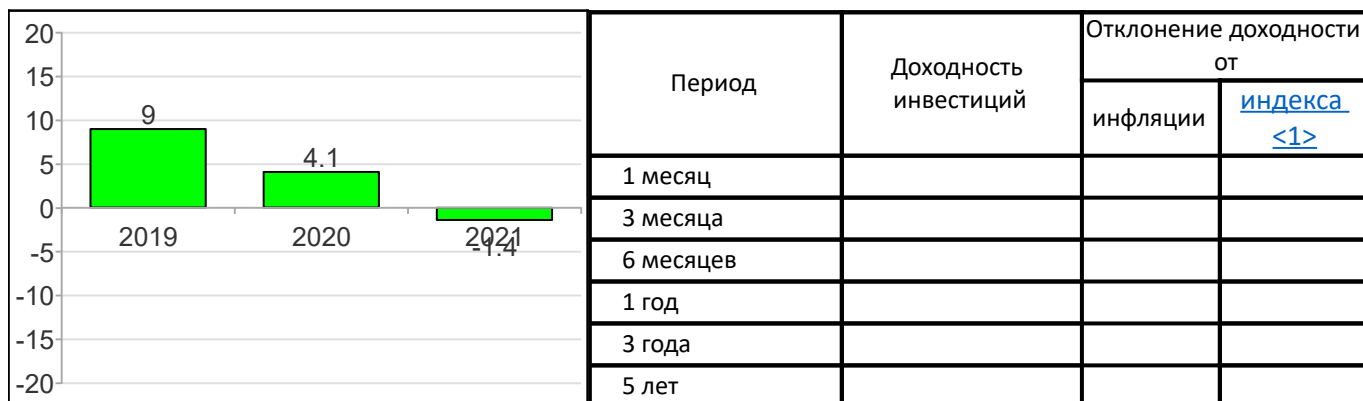 20
15
10
5
0
-5
-10
-15
-20
9
4.1
-1.4
2019
2020
2021
Период
Доходность
инвестиций
Отклонение доходности
от
инфляции
индекса
<1>
1 месяц
3 месяца
6 месяцев
1 год
3 года
5 лет